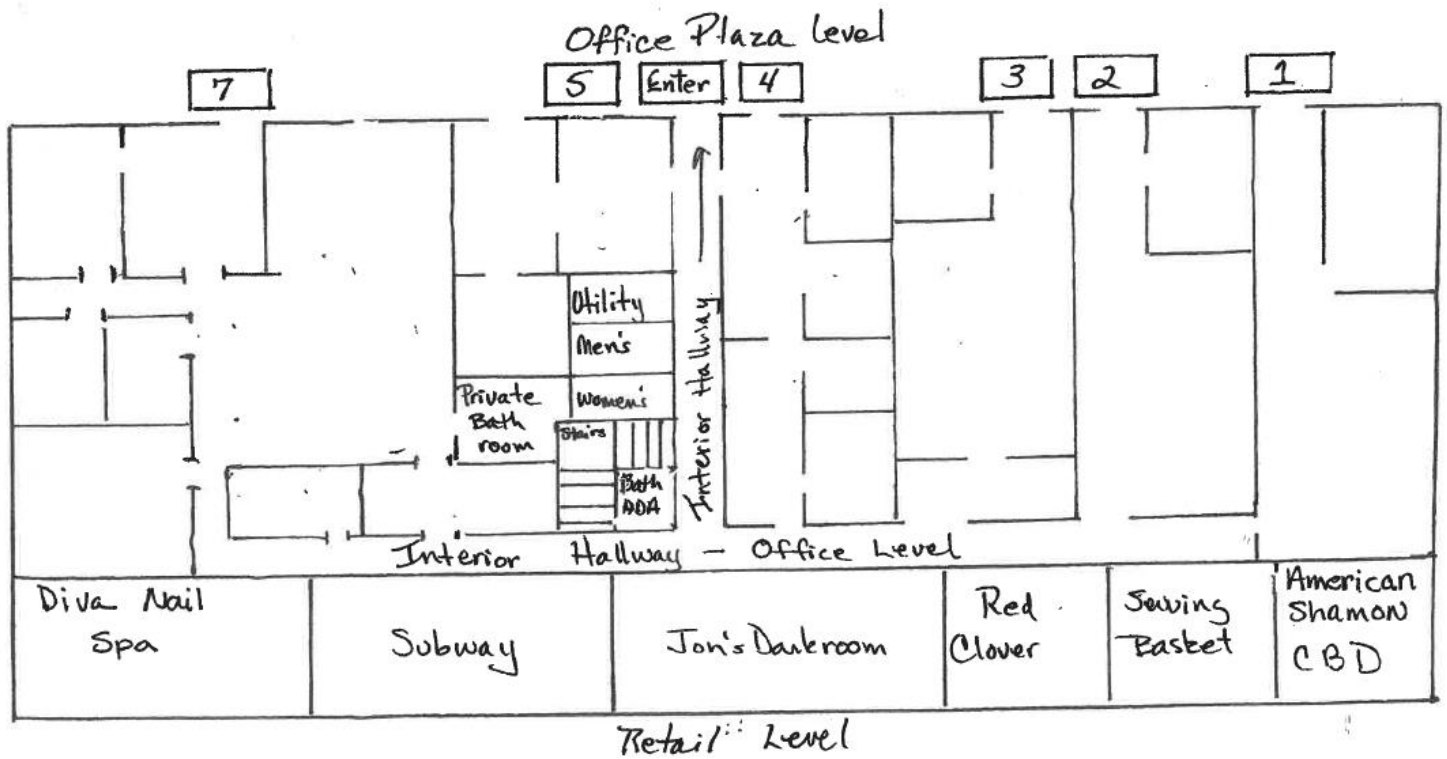 Office Plaza Level
7
5
Enter
4
3
2
1
Utility
Men's
Women's
Private
Bath
room
Stairs
Bath
ADA
Interior Hallway
Interior Hallway - Office Level
Diva Nail
Spa
Subway
Jon's Darkroom
Red
Clover
Sewing
Basket
American
Shamon
CBD
Retail Level